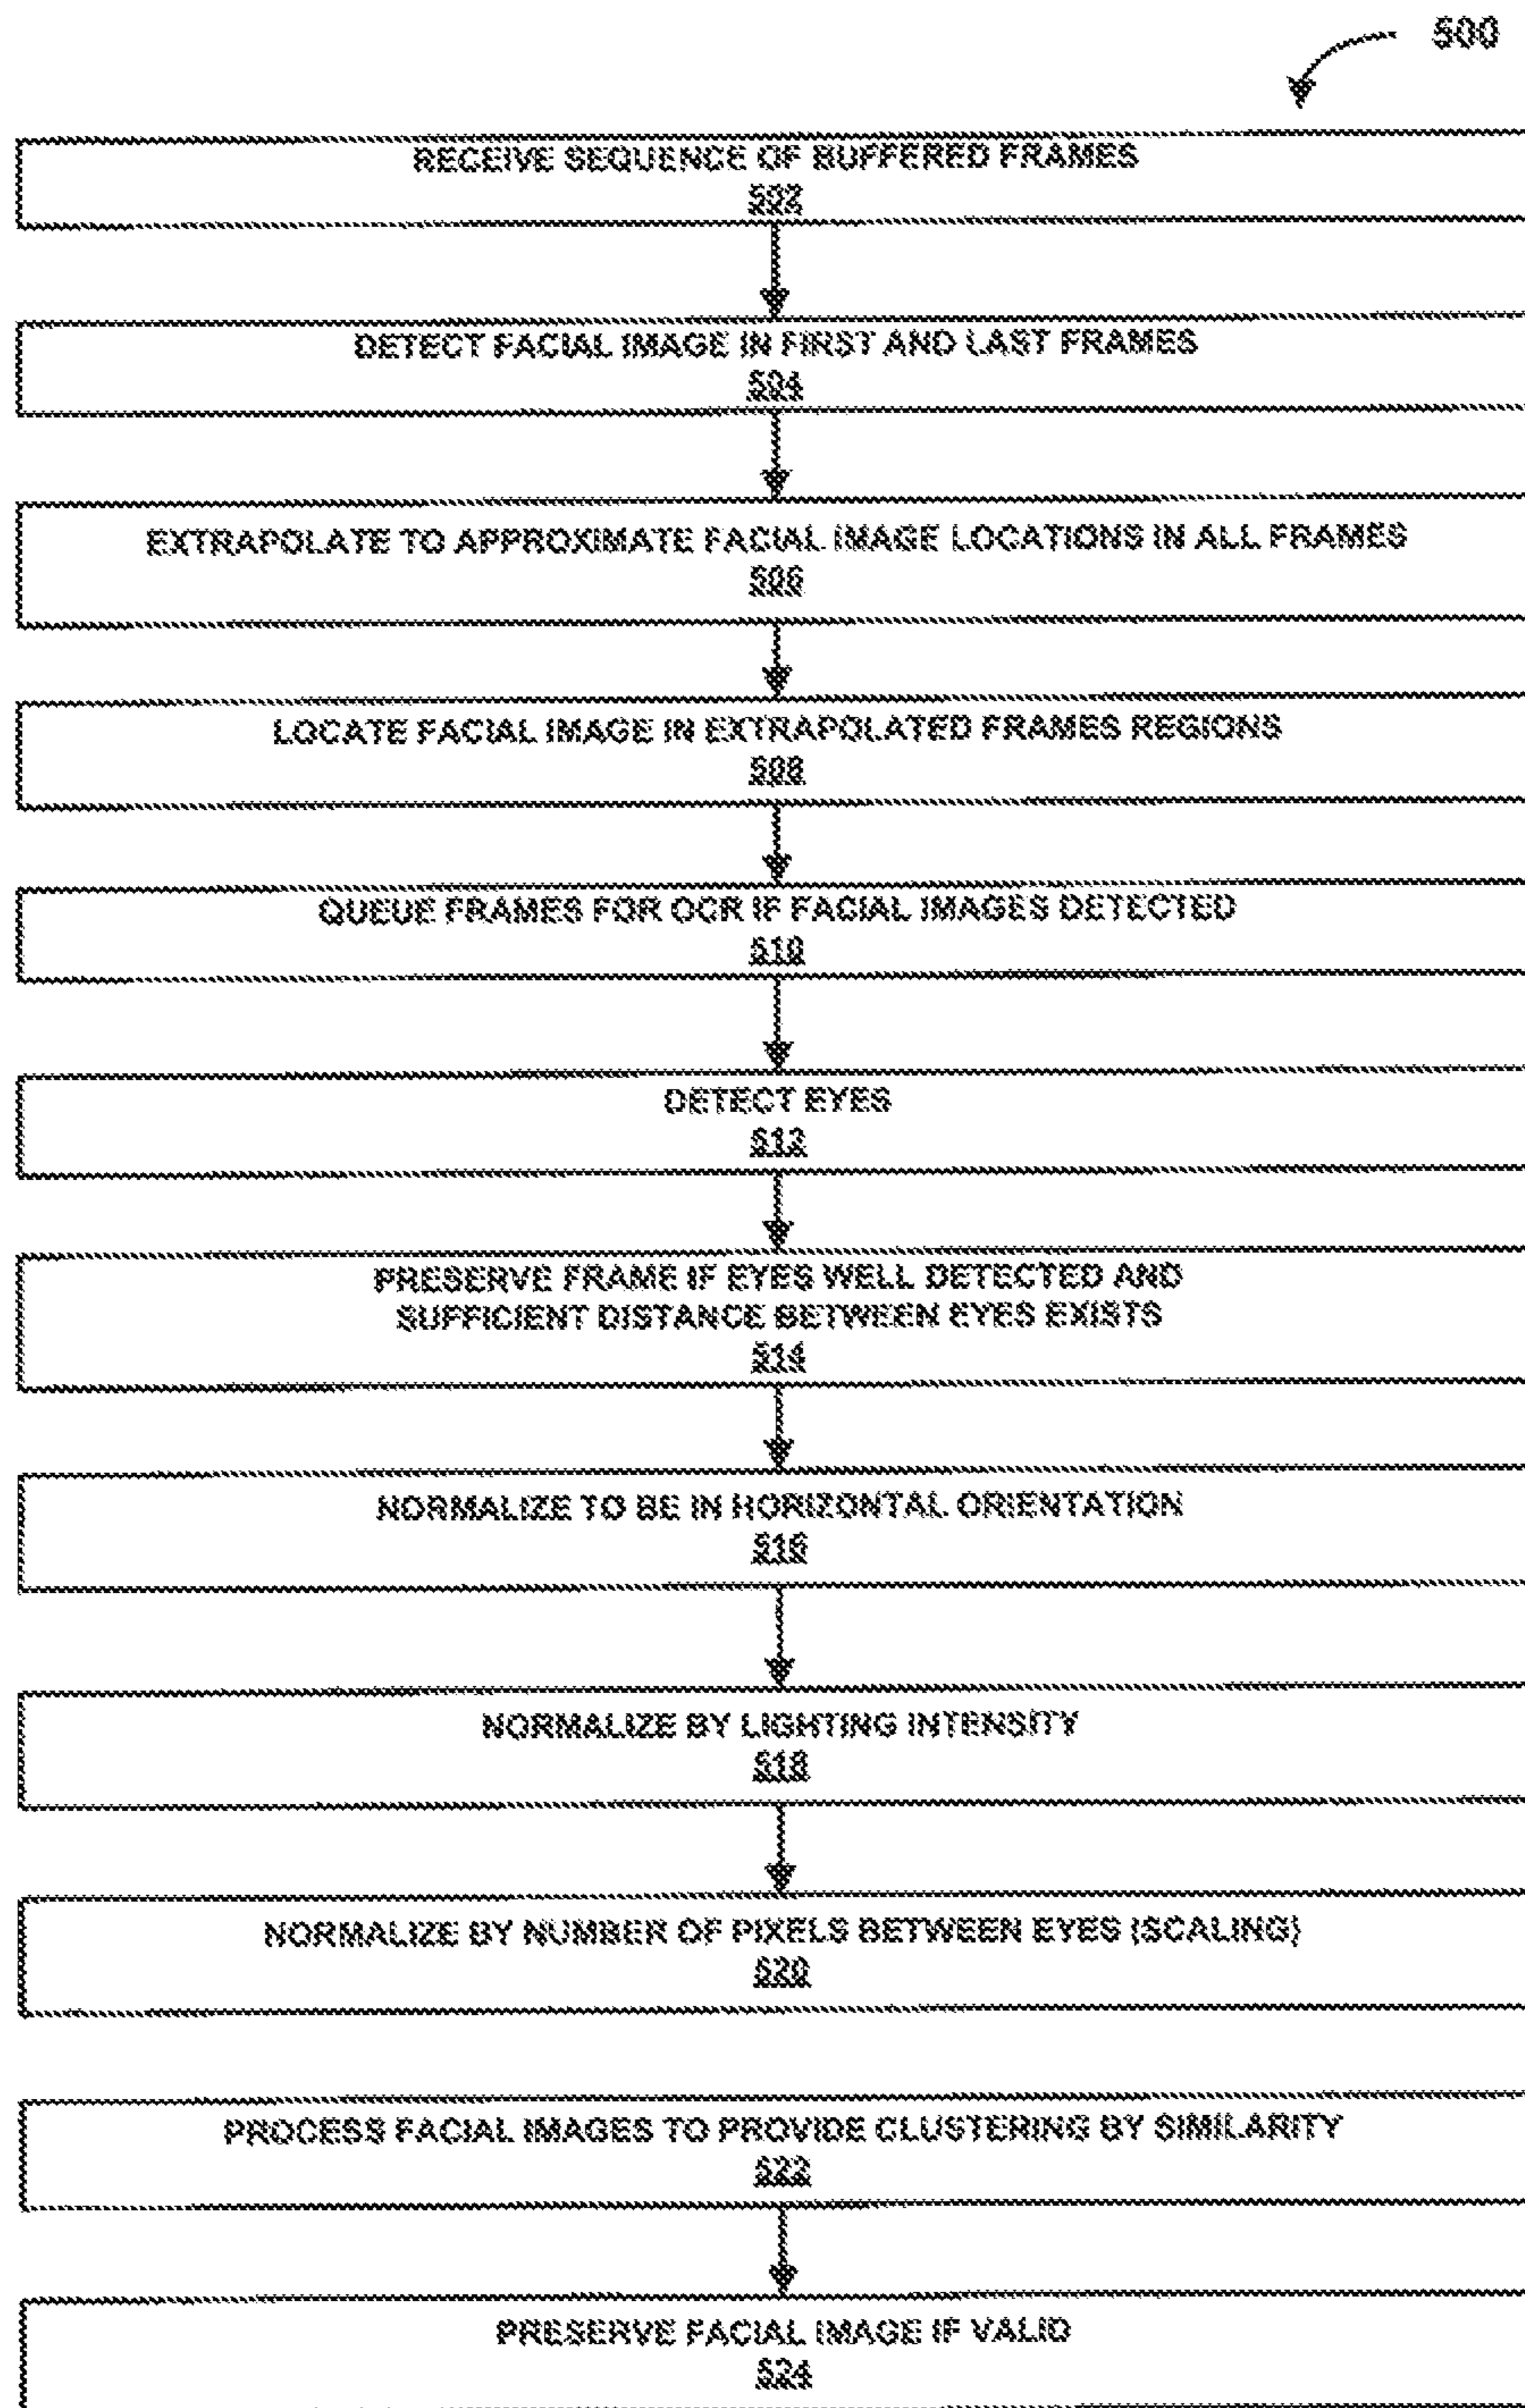 500
RECEIVE SEQUENCE OF BUFFERED FRAMES
502
DETECT FACIAL IMAGE IN FIRST AND LAST FRAMES
504
EXTRAPOLATE TO APPROXIMATE FACIAL IMAGE LOCATIONS IN ALL FRAMES
506
LOCATE FACIAL IMAGE IN EXTRAPOLATED FRAMES REGIONS
508
QUEUE FRAMES FOR OCR IF FACIAL IMAGES DETECTED
510
DETECT EYES
512
PRESERVE FRAME IF EYES WELL DETECTED AND
SUFFICIENT DISTANCE BETWEEN EYES EXISTS
514
NORMALIZE TO BE IN HORIZONTAL ORIENTATION
516
NORMALIZE BY LIGHTING INTENSITY
518
NORMALIZE BY NUMBER OF PIXELS BETWEEN EYES (SCALING)
520
PROCESS FACIAL IMAGES TO PROVIDE CLUSTERING BY SIMILARITY
522
PRESERVE FACIAL IMAGE IF VALID
524